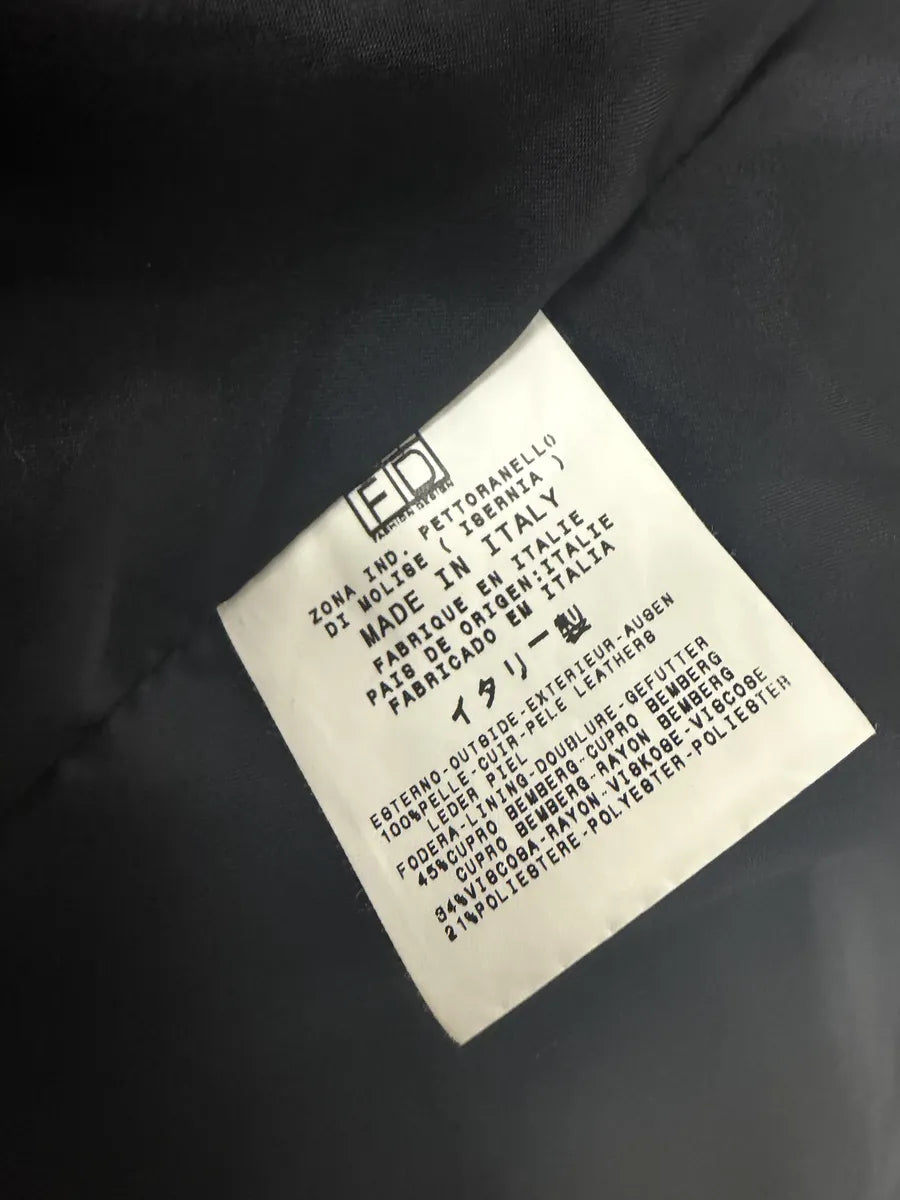 FD
FASHION DESIGN
ZONA IND. PETTORANELLO
DI MOLISE ( ISERNIA )
MADE IN ITALY
FABRIQUE EN ITALIE
PAIS DE ORIGEN:ITALIE
FABRICADO EM ITALIA
イタリー製
ESTERNO-OUTSIDE-EXTERIEUR-AUSEN
100%PELLE-CUIR-PELE LEATHERS
LEDER PIEL
FODERA-LINING-DOUBLURE-GEFUTTER
45%CUPRO BEMBERG-CUPRO BEMBERG
CUPRO BEMBERG-RAYON BEMBERG
34%VISCOSA-RAYON-VISKOSE-VISCOSE
21%POLIESTERE-POLYESTER-POLIESTER